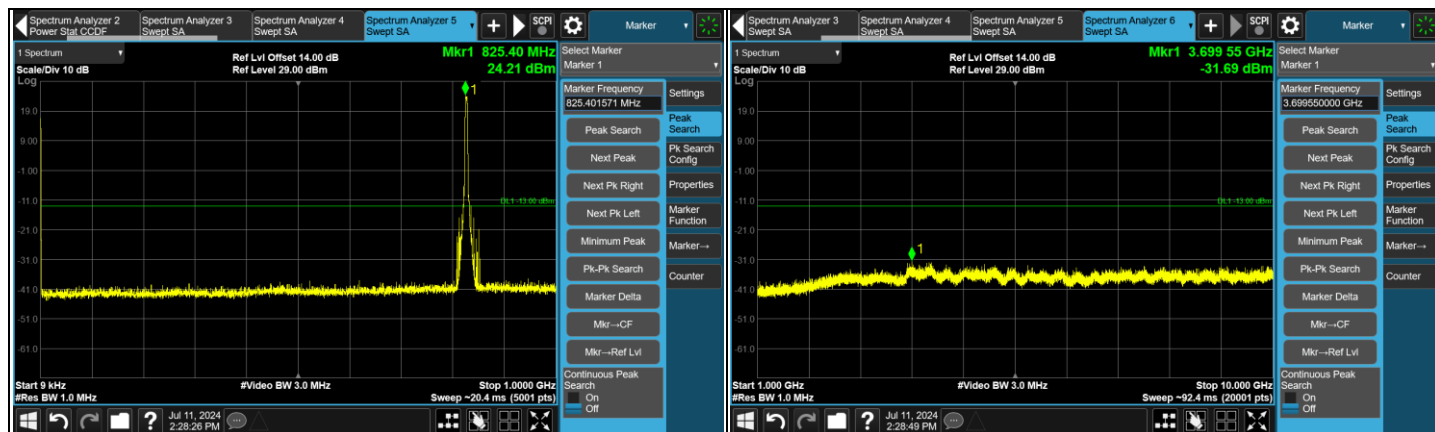 Spectrum Analyzer 2
Power Stat CCDF
Spectrum Analyzer 3
Swept SA
Spectrum Analyzer 4
Swept SA
Spectrum Analyzer 5
Swept SA
SCPI
Marker
1 Spectrum
Scale/Div 10 dB
Log
Ref Lvl Offset 14.00 dB
Ref Level 29.00 dBm
Mkr1 825.40 MHz
24.21 dBm
1
19.0
9.00
-1.00
-11.0
-21.0
-31.0
-41.0
-51.0
-61.0
DL1 -13.00 dBm
Start 9 kHz
#Res BW 1.0 MHz
#Video BW 3.0 MHz
Stop 1.0000 GHz
Sweep ~20.4 ms (5001 pts)
Select Marker
Marker 1
Marker Frequency
825.401571 MHz
Peak Search
Next Peak
Next Pk Right
Next Pk Left
Minimum Peak
Pk-Pk Search
Marker Delta
Mkr→CF
Mkr→Ref Lvl
Continuous Peak
Search
On
Off
Settings
Peak
Search
Pk Search
Config
Properties
Marker
Function
Marker→
Counter
?
Jul 11, 2024
2:28:26 PM
Spectrum Analyzer 3
Swept SA
Spectrum Analyzer 4
Swept SA
Spectrum Analyzer 5
Swept SA
Spectrum Analyzer 6
Swept SA
SCPI
Marker
1 Spectrum
Scale/Div 10 dB
Log
Ref Lvl Offset 14.00 dB
Ref Level 29.00 dBm
Mkr1 3.699 55 GHz
-31.69 dBm
1
19.0
9.00
-1.00
-11.0
-21.0
-31.0
-41.0
-51.0
-61.0
DL1 -13.00 dBm
Start 1.000 GHz
#Res BW 1.0 MHz
#Video BW 3.0 MHz
Stop 10.000 GHz
Sweep ~92.4 ms (20001 pts)
Select Marker
Marker 1
Marker Frequency
3.699550000 GHz
Peak Search
Next Peak
Next Pk Right
Next Pk Left
Minimum Peak
Pk-Pk Search
Marker Delta
Mkr→CF
Mkr→Ref Lvl
Continuous Peak
Search
On
Off
Settings
Peak
Search
Pk Search
Config
Properties
Marker
Function
Marker→
Counter
?
Jul 11, 2024
2:28:49 PM